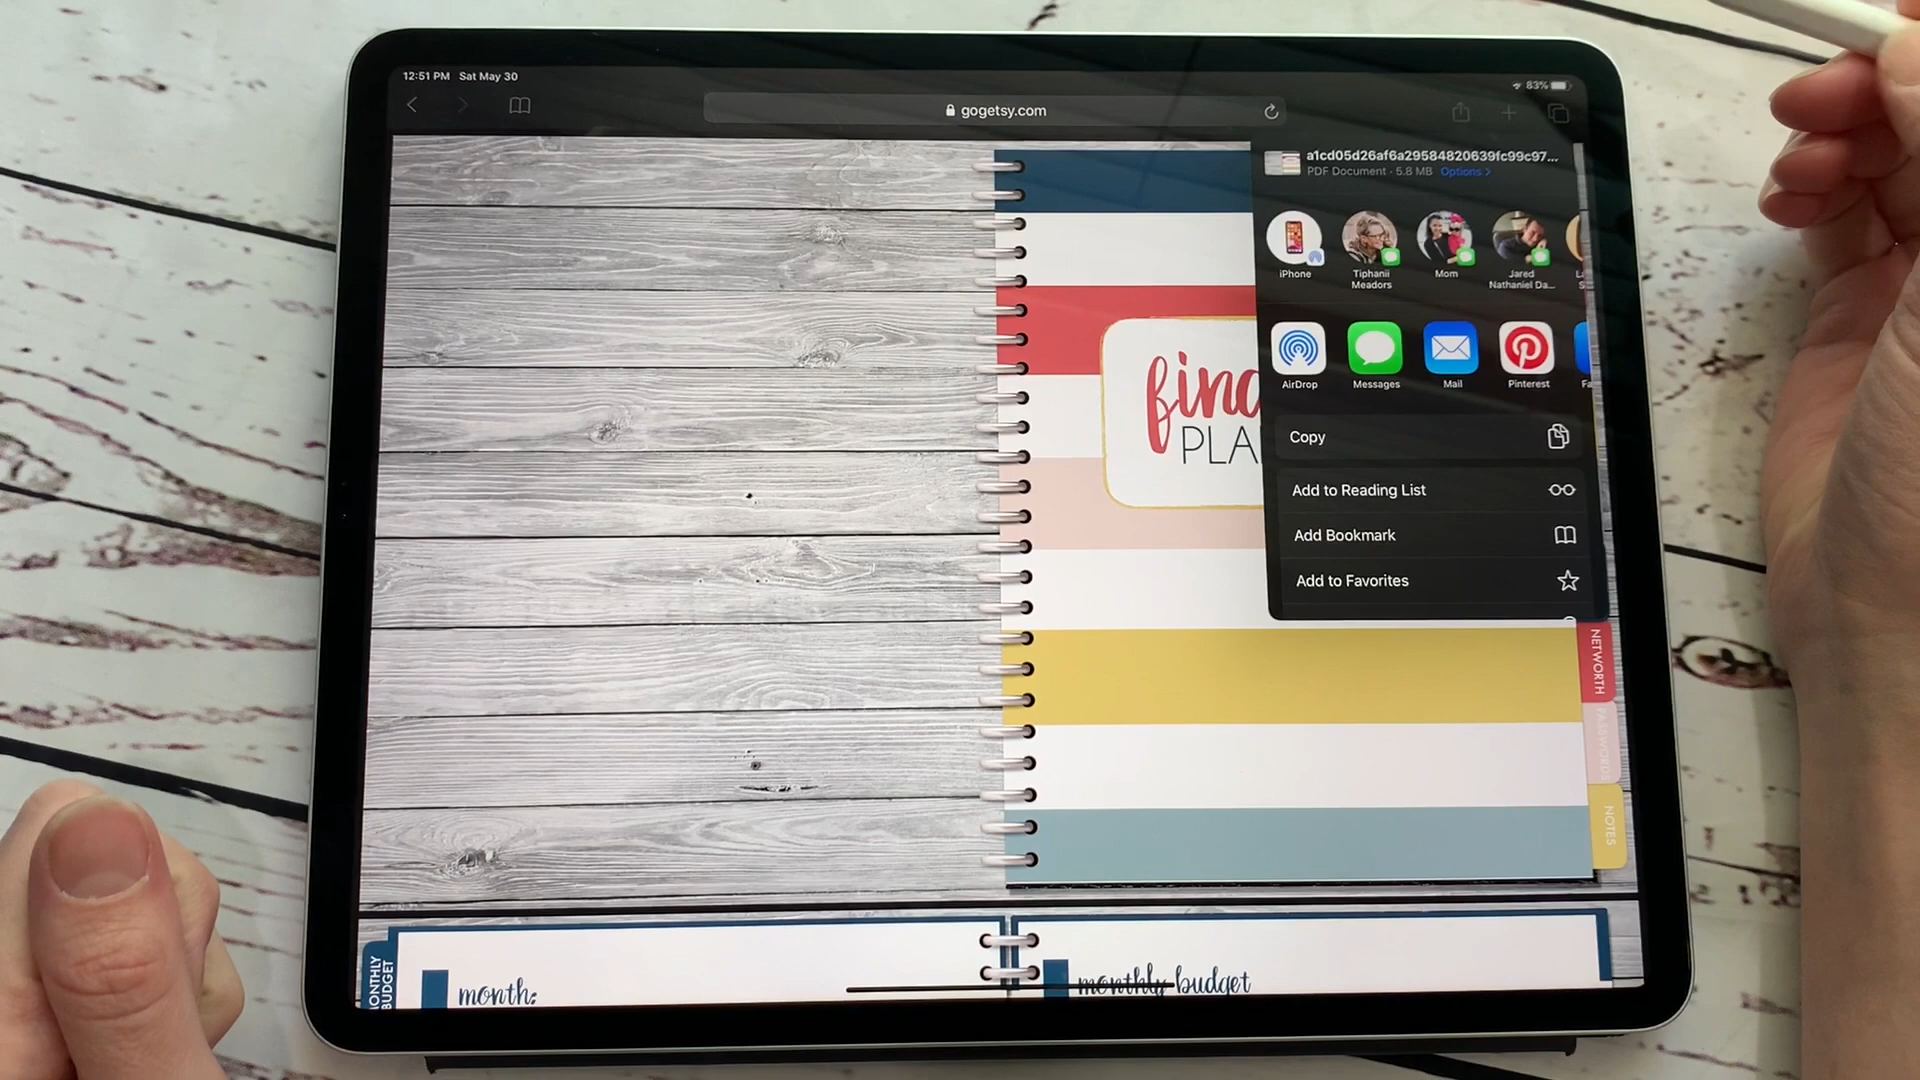 12:51 PM Sat May 30
83%
gogetsy.com
a1cd05d26af6a29584820639fc99c97...
PDF Document · 5.8 MB Options >
iPhone
Tiphanii Meadors
Mom
Jared Nathaniel Da...
AirDrop
Messages
Mail
Pinterest
Copy
Add to Reading List
Add Bookmark
Add to Favorites
NETWORTH
PASSWORDS
NOTES
MONTHLY
BUDGET
month:
monthly budget